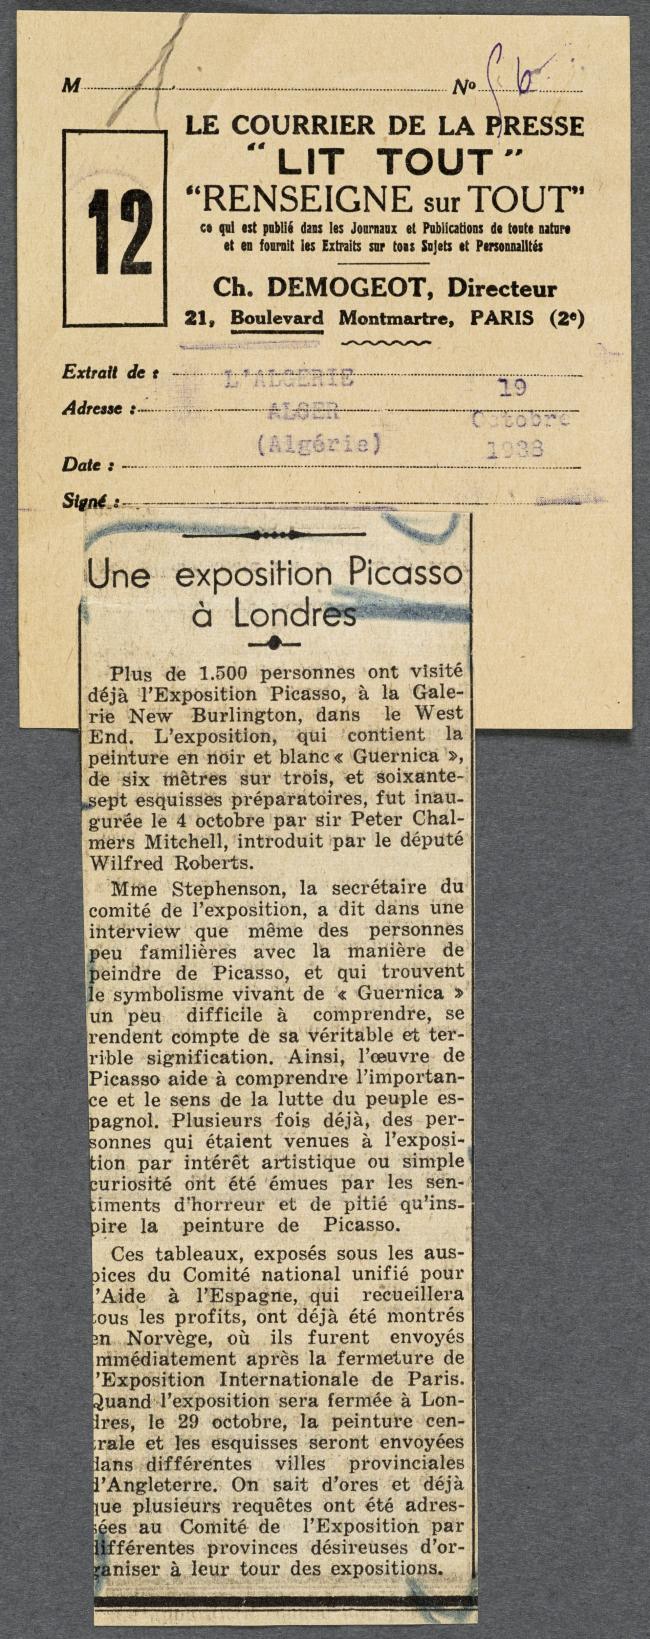 M
Nº 56
LE COURRIER DE LA PRESSE
“LIT TOUT”
“RENSEIGNE sur TOUT”
ce qui est publié dans les Journaux et Publications de toute nature
et en fournit les Extraits sur tous Sujets et Personnalités
12
Ch. DEMOGEOT, Directeur
21, Boulevard Montmartre, PARIS (2e)
Extrait de : L'ALGERIE 19
Adresse : ALGER Octobre
(Algérie) 1938
Date :
Signé :
Une exposition Picasso
à Londres
Plus de 1.500 personnes ont visité
déjà l'Exposition Picasso, à la Gale-
rie New Burlington, dans le West
End. L'exposition, qui contient la
peinture en noir et blanc « Guernica »,
de six mètres sur trois, et soixante-
sept esquisses préparatoires, fut inau-
gurée le 4 octobre par sir Peter Chal-
mers Mitchell, introduit par le député
Wilfred Roberts.
Mme Stephenson, la secrétaire du
comité de l'exposition, a dit dans une
interview que même des personnes
peu familières avec la manière de
peindre de Picasso, et qui trouvent
le symbolisme vivant de « Guernica »
un peu difficile à comprendre, se
rendent compte de sa véritable et ter-
rible signification. Ainsi, l'œuvre de
Picasso aide à comprendre l'importan-
ce et le sens de la lutte du peuple es-
pagnol. Plusieurs fois déjà, des per-
sonnes qui étaient venues à l'exposi-
tion par intérêt artistique ou simple
curiosité ont été émues par les sen-
timents d'horreur et de pitié qu'ins-
pire la peinture de Picasso.
Ces tableaux, exposés sous les aus-
pices du Comité national unifié pour
l'Aide à l'Espagne, qui recueillera
tous les profits, ont déjà été montrés
en Norvège, où ils furent envoyés
immédiatement après la fermeture de
l'Exposition Internationale de Paris.
Quand l'exposition sera fermée à Lon-
dres, le 29 octobre, la peinture cen-
trale et les esquisses seront envoyées
dans différentes villes provinciales
d'Angleterre. On sait d'ores et déjà
que plusieurs requêtes ont été adres-
sées au Comité de l'Exposition par
différentes provinces désireuses d'or-
ganiser à leur tour des expositions.